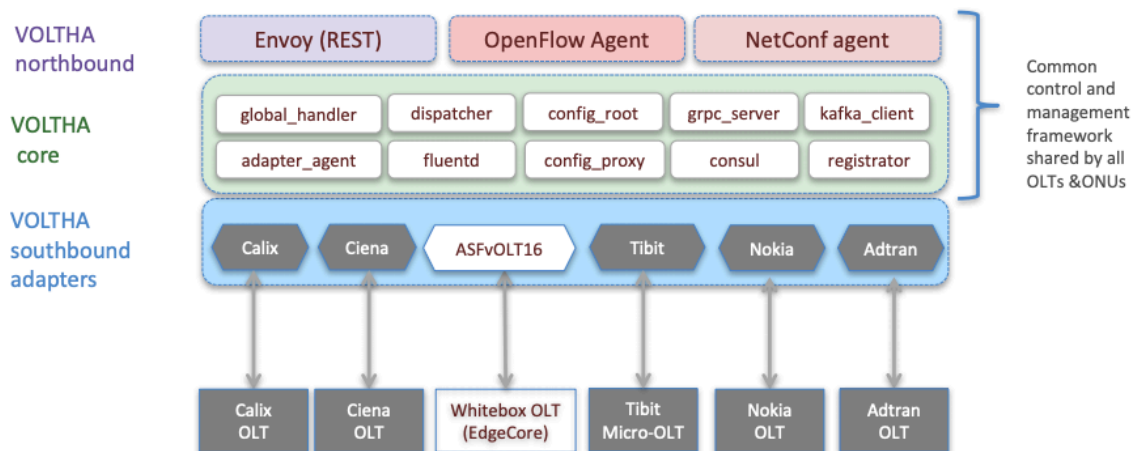 VOLTHA
northbound
Envoy (REST)
OpenFlow Agent
NetConf agent
VOLTHA
core
global_handler
dispatcher
config_root
grpc_server
kafka_client
adapter_agent
fluentd
config_proxy
consul
registrator
Common
control and
management
framework
shared by all
OLTs &ONUs
VOLTHA
southbound
adapters
Calix
Ciena
ASFvOLT16
Tibit
Nokia
Adtran
Calix
OLT
Ciena
OLT
Whitebox OLT
(EdgeCore)
Tibit
Micro-OLT
Nokia
OLT
Adtran
OLT